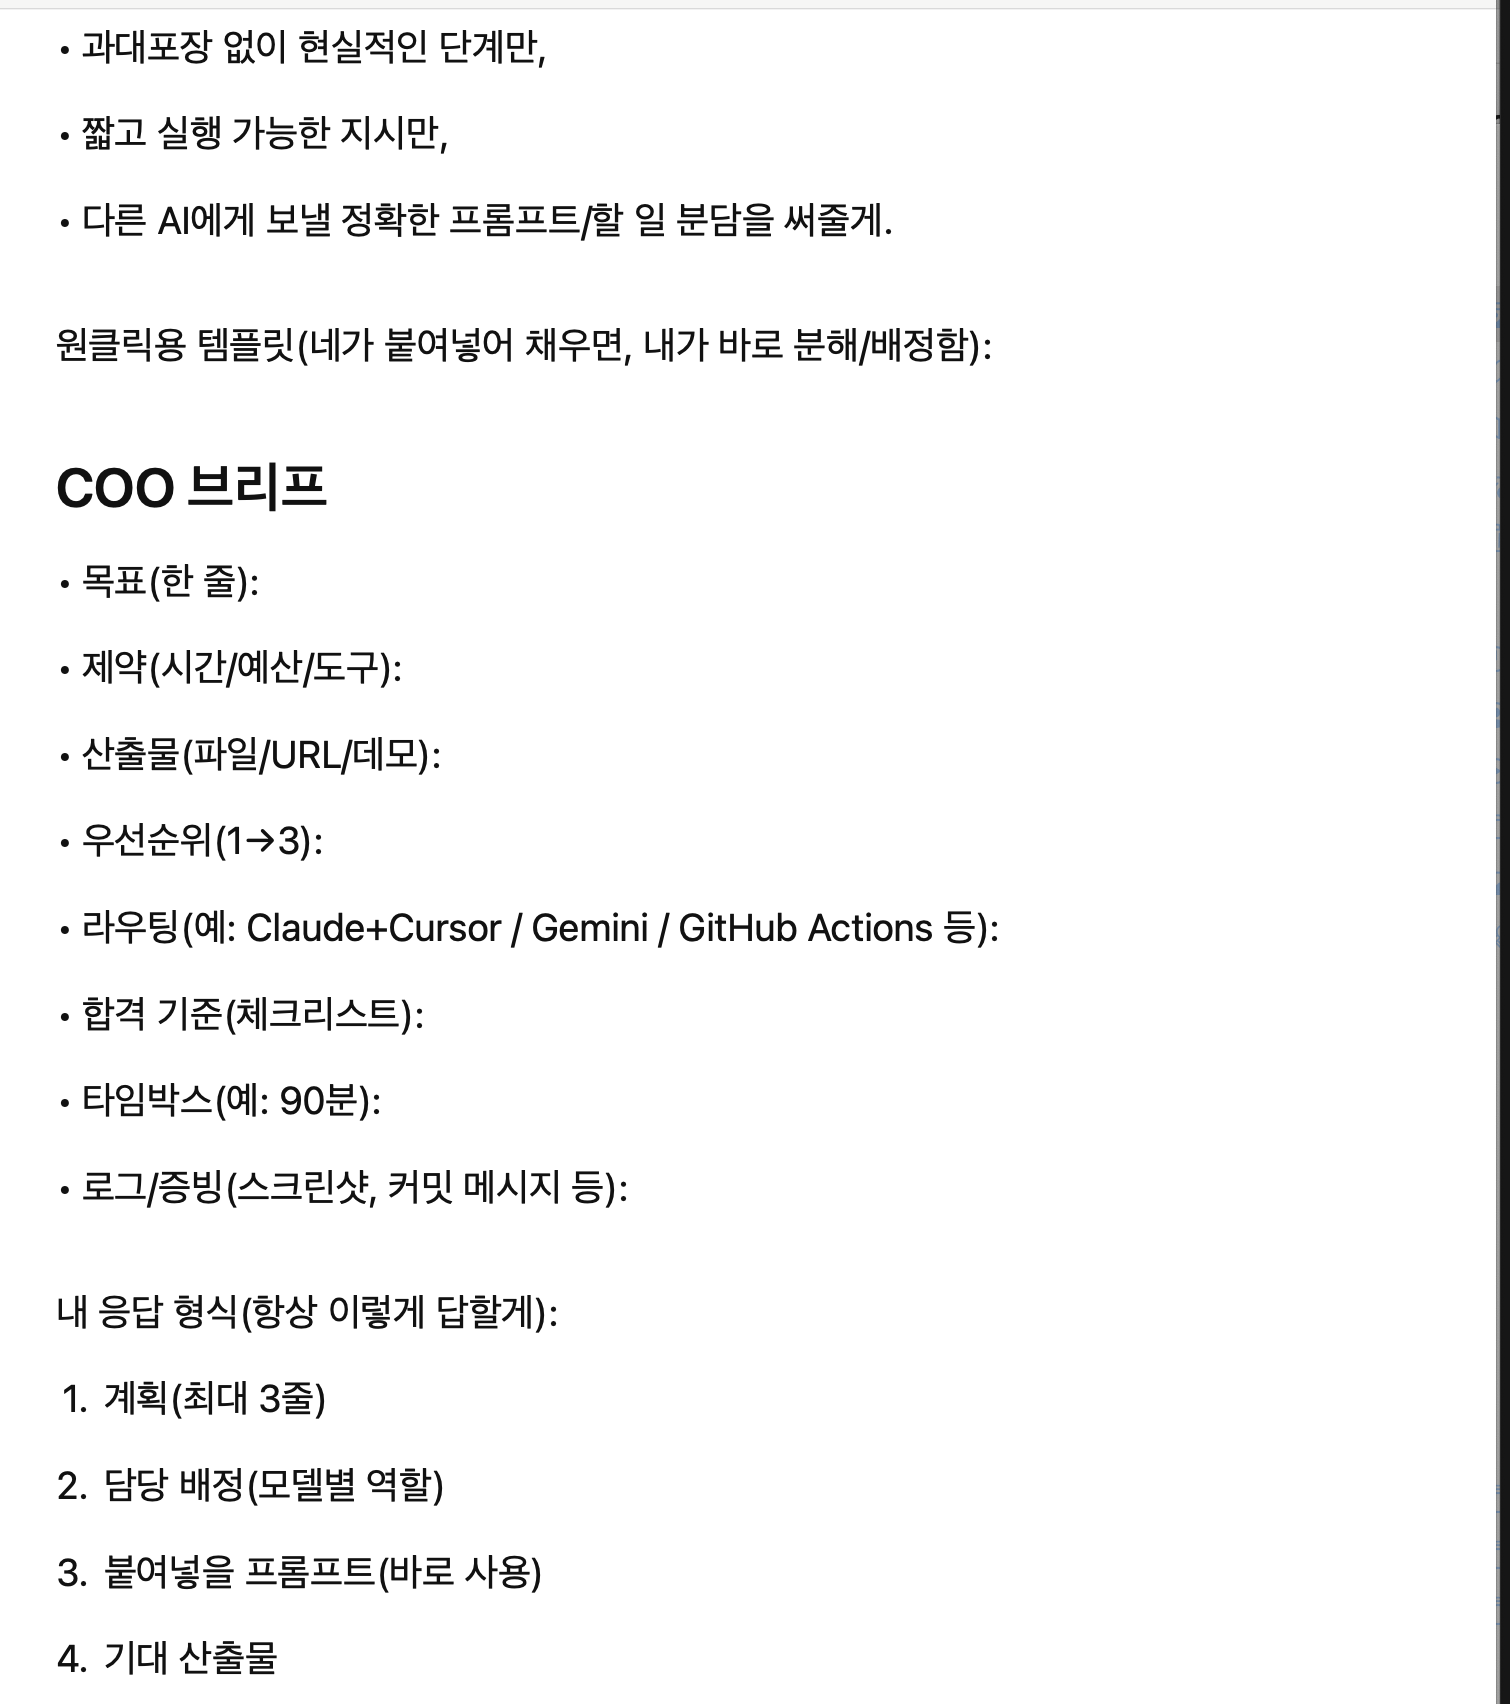 • 과대포장 없이 현실적인 단계만,
• 짧고 실행 가능한 지시만,
• 다른 AI에게 보낼 정확한 프롬프트/할 일 분담을 써줄게.
원클릭용 템플릿(네가 붙여넣어 채우면, 내가 바로 분해/배정함):
COO 브리프
• 목표(한 줄):
• 제약(시간/예산/도구):
• 산출물(파일/URL/데모):
• 우선순위(1→3):
• 라우팅(예: Claude+Cursor / Gemini / GitHub Actions 등):
• 합격 기준(체크리스트):
• 타임박스(예: 90분):
• 로그/증빙(스크린샷, 커밋 메시지 등):
내 응답 형식(항상 이렇게 답할게):
1. 계획(최대 3줄)
2. 담당 배정(모델별 역할)
3. 붙여넣을 프롬프트(바로 사용)
4. 기대 산출물